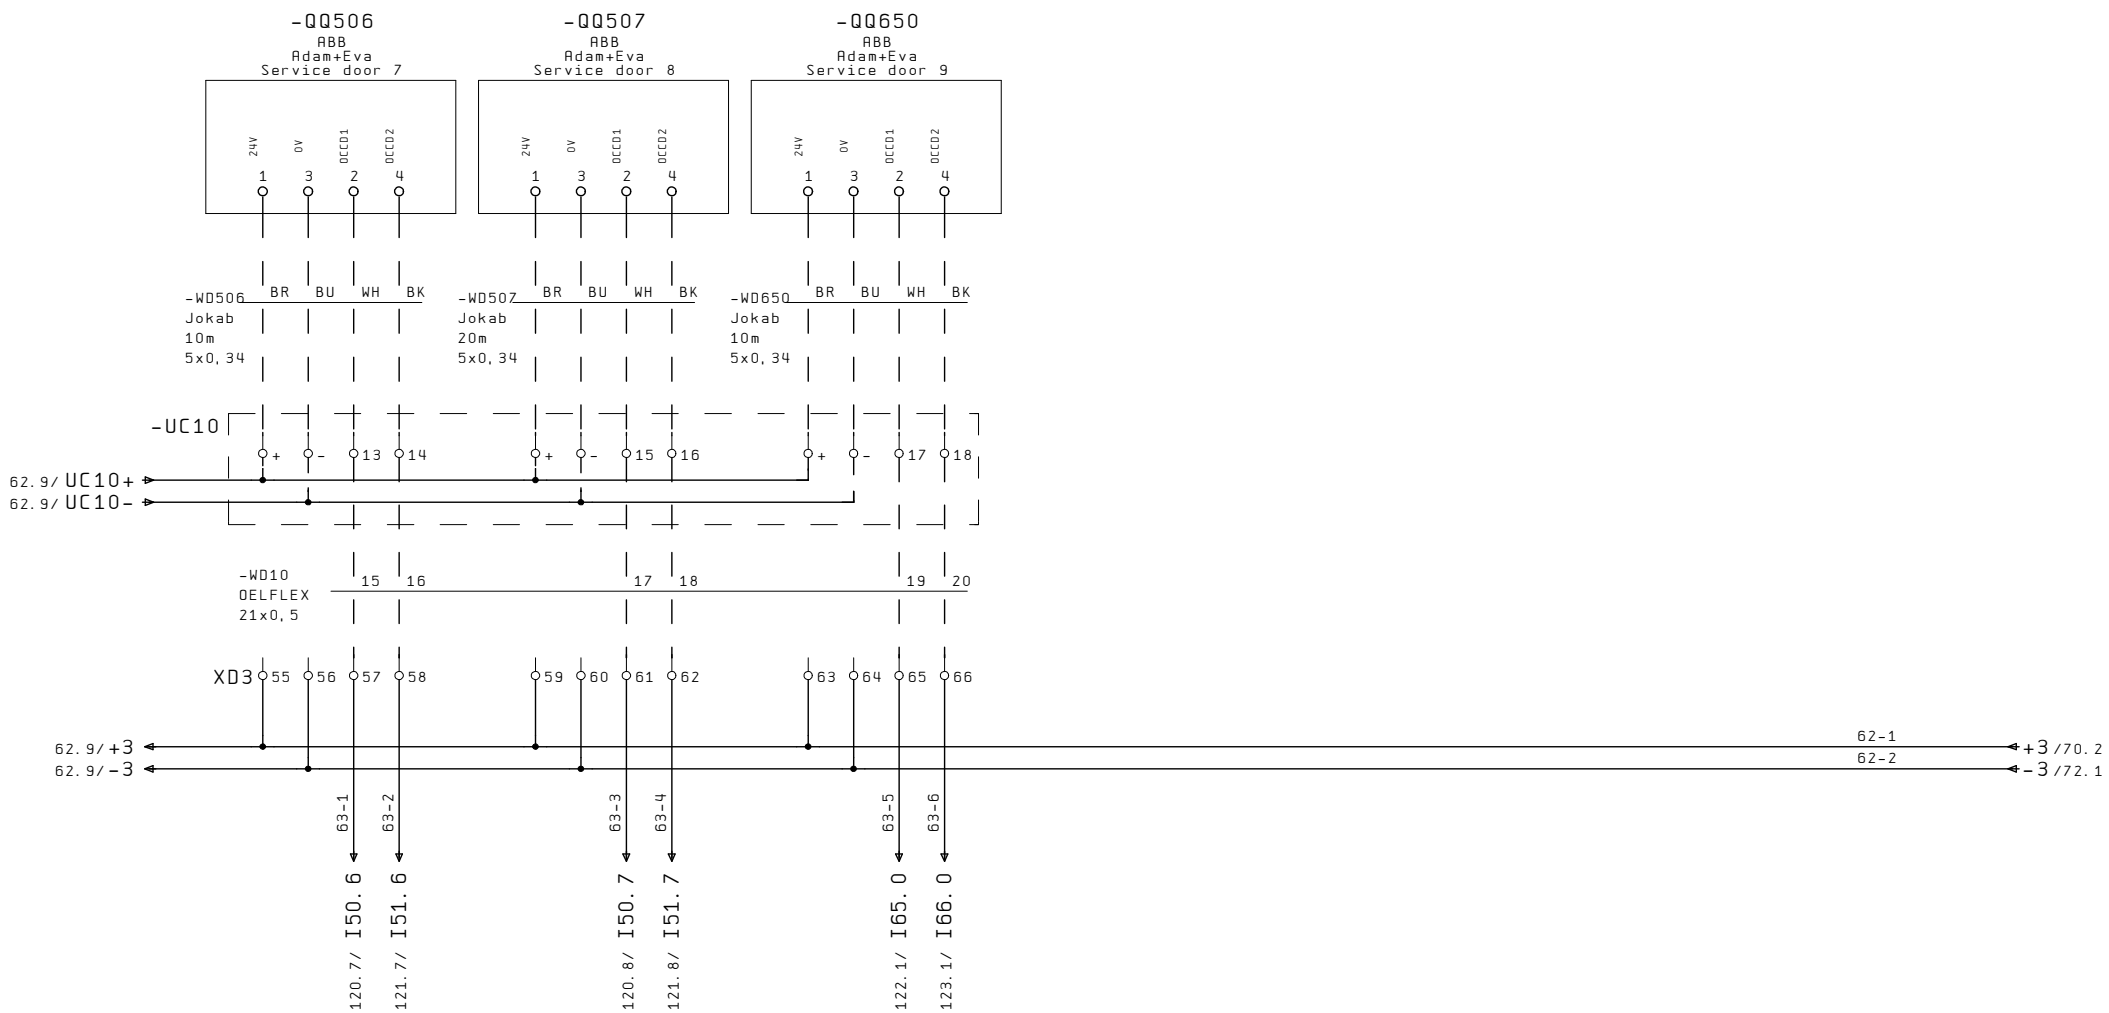 -QQ506
ABB
Adam+Eva
Service door 7
24V 0V OCCD1 OCCD2
1 3 2 4
-QQ507
ABB
Adam+Eva
Service door 8
24V 0V OCCD1 OCCD2
1 3 2 4
-QQ650
ABB
Adam+Eva
Service door 9
24V 0V OCCD1 OCCD2
1 3 2 4
-WD506 BR BU WH BK
Jokab
10m
5x0,34
-WD507 BR BU WH BK
Jokab
20m
5x0,34
-WD650 BR BU WH BK
Jokab
10m
5x0,34
-UC10
+ - 13 14 + - 15 16 + - 17 18
62.9/ UC10+
62.9/ UC10-
-WD10 15 16 17 18 19 20
OELFLEX
21x0,5
XD3 55 56 57 58 59 60 61 62 63 64 65 66
62.9/ +3 62-1 +3 /70.2
62.9/ -3 62-2 -3 /72.1
63-1 63-2 63-3 63-4 63-5 63-6
120.7/ I50.6
121.7/ I51.6
120.8/ I50.7
121.8/ I51.7
122.1/ I65.0
123.1/ I66.0